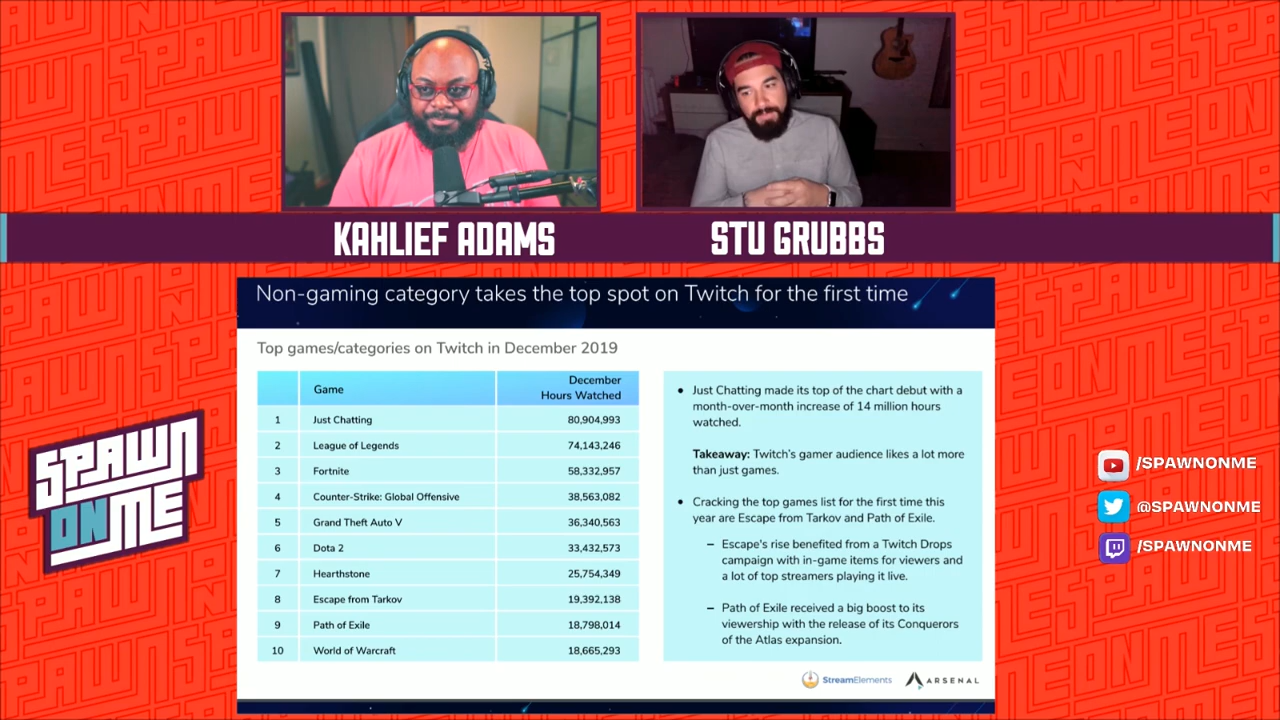 KAHLIEF ADAMS
STU GRUBBS
Non-gaming category takes the top spot on Twitch for the first time
Top games/categories on Twitch in December 2019
Game
December
Hours Watched
1 Just Chatting 80,904,993
2 League of Legends 74,143,246
3 Fortnite 58,332,957
4 Counter-Strike: Global Offensive 38,563,082
5 Grand Theft Auto V 36,340,563
6 Dota 2 33,432,573
7 Hearthstone 25,754,349
8 Escape from Tarkov 19,392,138
9 Path of Exile 18,798,014
10 World of Warcraft 18,665,293
• Just Chatting made its top of the chart debut with a
month-over-month increase of 14 million hours
watched.
Takeaway: Twitch's gamer audience likes a lot more
than just games.
• Cracking the top games list for the first time this
year are Escape from Tarkov and Path of Exile.
– Escape's rise benefited from a Twitch Drops
campaign with in-game items for viewers and
a lot of top streamers playing it live.
– Path of Exile received a big boost to its
viewership with the release of its Conquerors
of the Atlas expansion.
StreamElements
ARSENAL
SPAWN
ON ME
/SPAWNONME
@SPAWNONME
/SPAWNONME